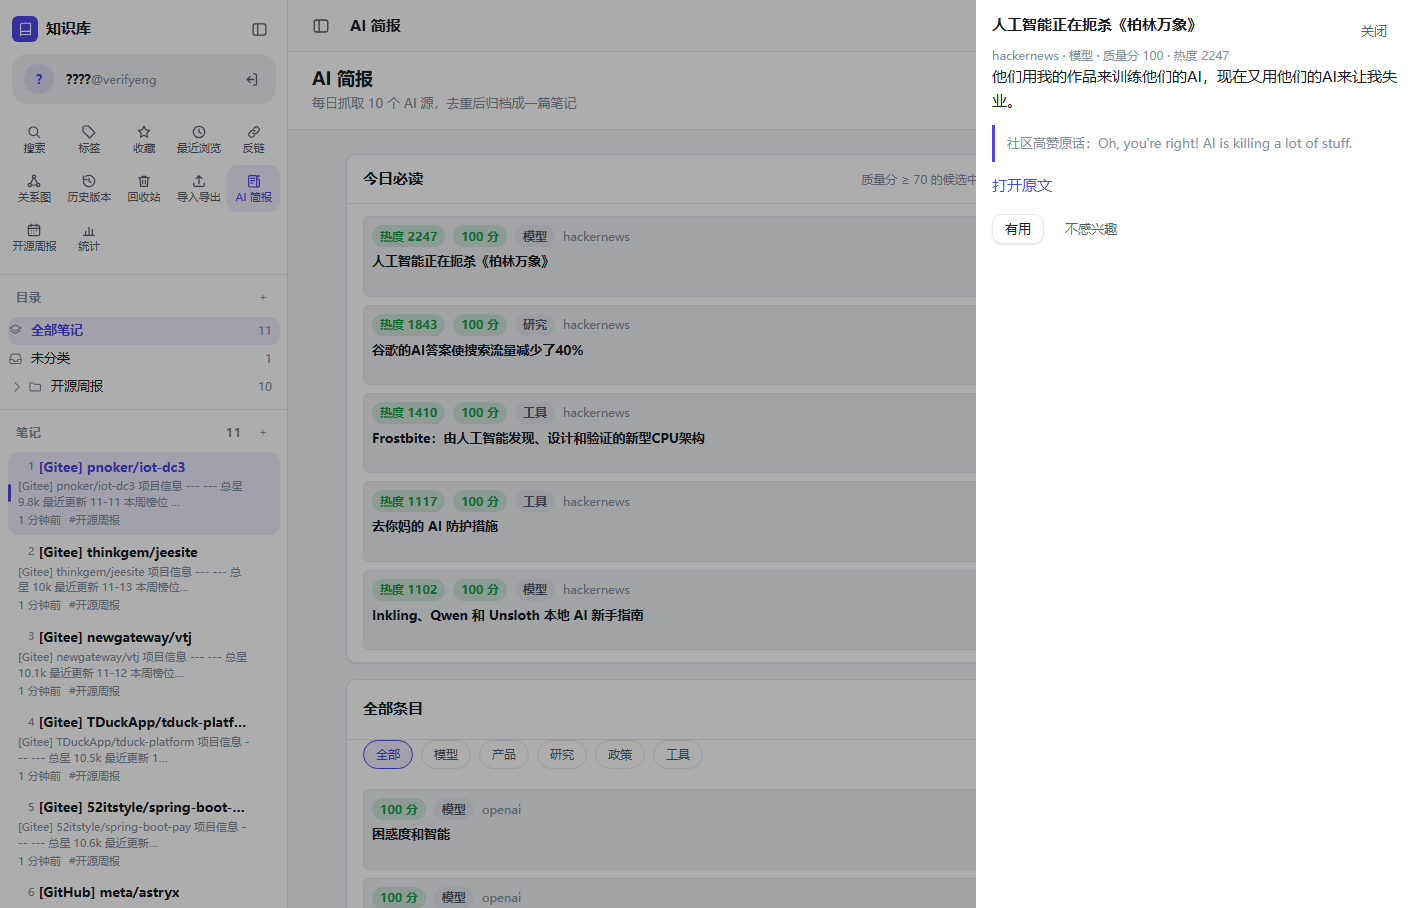 知识库
?
????@verifyeng
搜索
标签
收藏
最近浏览
反链
关系图
历史版本
回收站
导入导出
AI 简报
开源周报
统计
目录
+
全部笔记
11
未分类
1
开源周报
10
笔记
11
+
1 [Gitee] pnoker/iot-dc3
[Gitee] pnoker/iot-dc3 项目信息 --- --- 总星
9.8k 最近更新 11-11 本周榜位 ...
1 分钟前 #开源周报
2 [Gitee] thinkgem/jeesite
[Gitee] thinkgem/jeesite 项目信息 --- --- 总
星 10k 最近更新 11-13 本周榜位...
1 分钟前 #开源周报
3 [Gitee] newgateway/vtj
[Gitee] newgateway/vtj 项目信息 --- --- 总星
10.1k 最近更新 11-12 本周榜位...
1 分钟前 #开源周报
4 [Gitee] TDuckApp/tduck-platf...
[Gitee] TDuckApp/tduck-platform 项目信息 -
-- --- 总星 10.5k 最近更新 1...
1 分钟前 #开源周报
5 [Gitee] 52itstyle/spring-boot-...
[Gitee] 52itstyle/spring-boot-pay 项目信息 -
-- --- 总星 10.6k 最近更新...
1 分钟前 #开源周报
6 [GitHub] meta/astryx
AI 简报
AI 简报
每日抓取 10 个 AI 源，去重后归档成一篇笔记
今日必读
质量分 ≥ 70 的候选中
热度 2247 100 分 模型 hackernews
人工智能正在扼杀《柏林万象》
热度 1843 100 分 研究 hackernews
谷歌的AI答案使搜索流量减少了40%
热度 1410 100 分 工具 hackernews
Frostbite：由人工智能发现、设计和验证的新型CPU架构
热度 1117 100 分 工具 hackernews
去你妈的 AI 防护措施
热度 1102 100 分 模型 hackernews
Inkling、Qwen 和 Unsloth 本地 AI 新手指南
全部条目
全部
模型
产品
研究
政策
工具
100 分 模型 openai
困惑度和智能
100 分 模型 openai
人工智能正在扼杀《柏林万象》
关闭
hackernews · 模型 · 质量分 100 · 热度 2247
他们用我的作品来训练他们的AI，现在又用他们的AI来让我失
业。
社区高赞原话：Oh, you're right! AI is killing a lot of stuff.
打开原文
有用
不感兴趣